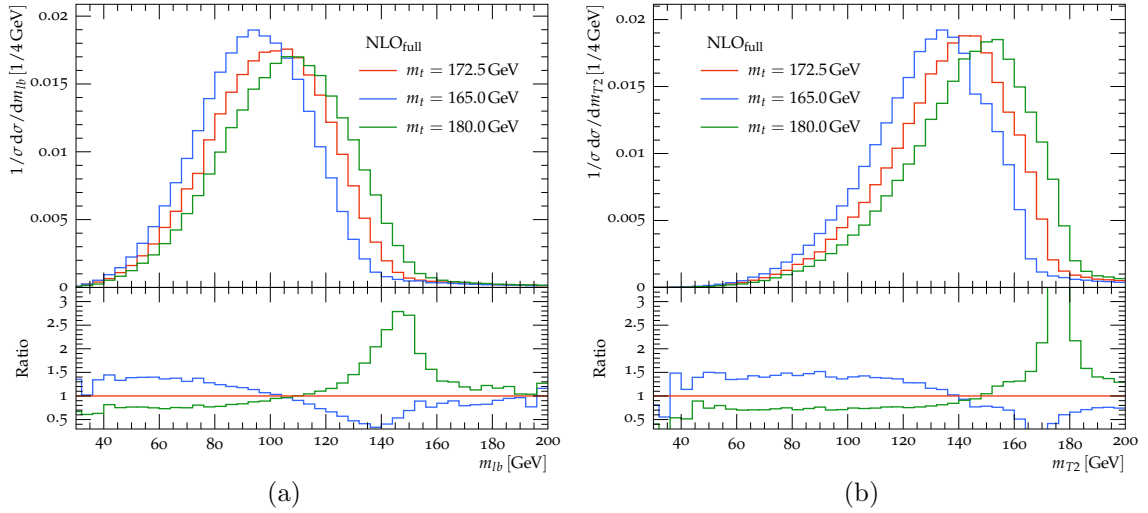 NLO_full
m_t = 172.5 GeV
m_t = 165.0 GeV
m_t = 180.0 GeV
0
0.005
0.01
0.015
0.02
1/σ dσ/dm_lb [1/4 GeV]
40 60 80 100 120 140 160 180 200
0.5
1
1.5
2
2.5
3
m_lb [GeV]
Ratio
(a)
NLO_full
m_t = 172.5 GeV
m_t = 165.0 GeV
m_t = 180.0 GeV
0
0.005
0.01
0.015
0.02
1/σ dσ/dm_T2 [1/4 GeV]
40 60 80 100 120 140 160 180 200
0.5
1
1.5
2
2.5
3
m_T2 [GeV]
Ratio
(b)